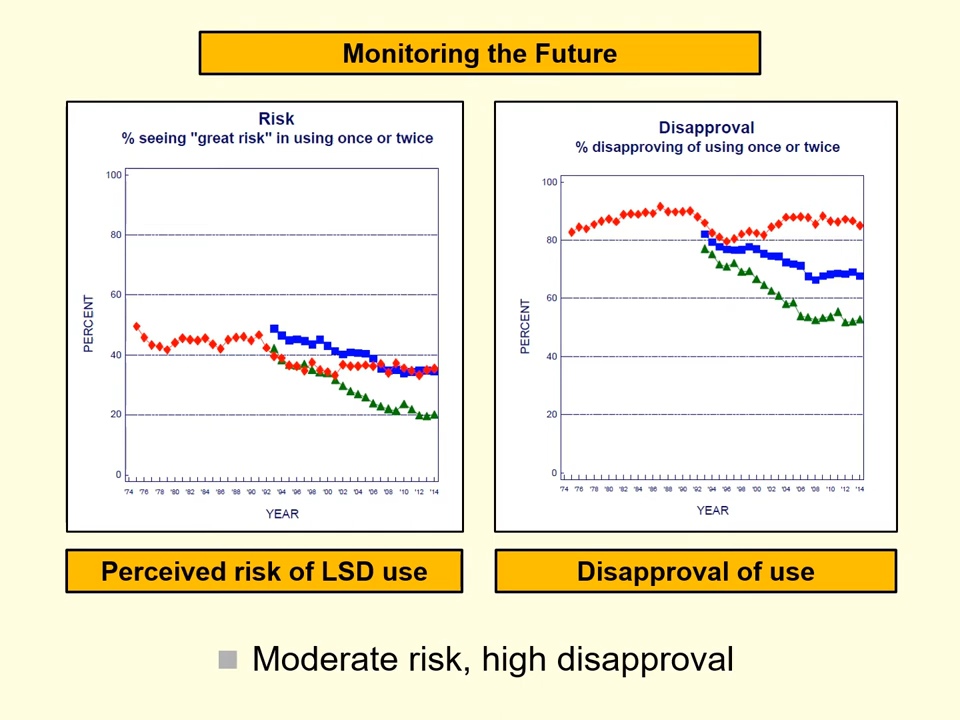 Monitoring the Future
Risk
% seeing "great risk" in using once or twice
100
80
60
40
20
0
PERCENT
'74 '76 '78 '80 '82 '84 '86 '88 '90 '92 '94 '96 '98 '00 '02 '04 '06 '08 '10 '12 '14
YEAR
Disapproval
% disapproving of using once or twice
100
80
60
40
20
0
PERCENT
'74 '76 '78 '80 '82 '84 '86 '88 '90 '92 '94 '96 '98 '00 '02 '04 '06 '08 '10 '12 '14
YEAR
Perceived risk of LSD use
Disapproval of use
Moderate risk, high disapproval